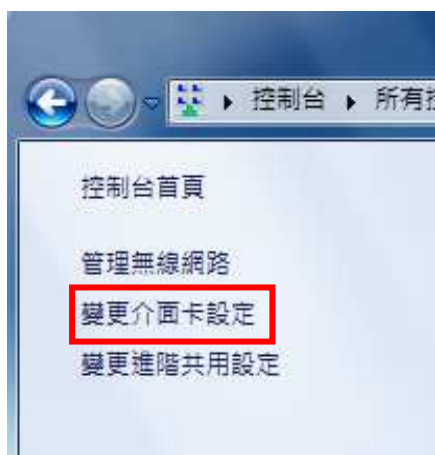 控制台 所有
控制台首頁
管理無線網路
變更介面卡設定
變更進階共用設定